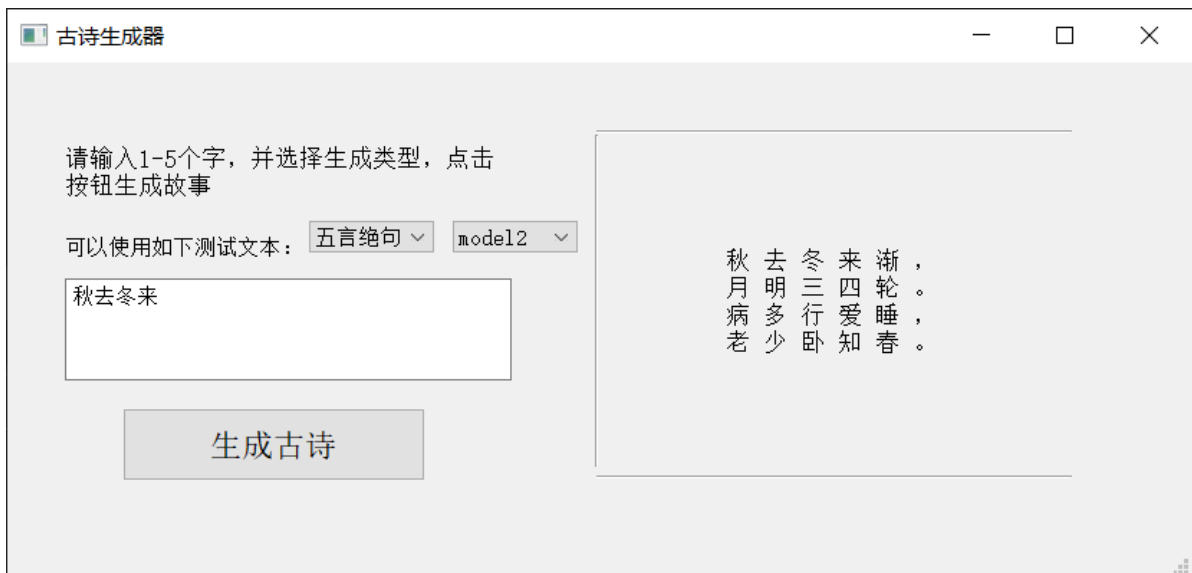 古诗生成器
请输入1-5个字，并选择生成类型，点击
按钮生成故事
可以使用如下测试文本： 五言绝句 model2
秋去冬来
生成古诗
秋去冬来渐，
月明三四轮。
病多行爱睡，
老少卧知春。